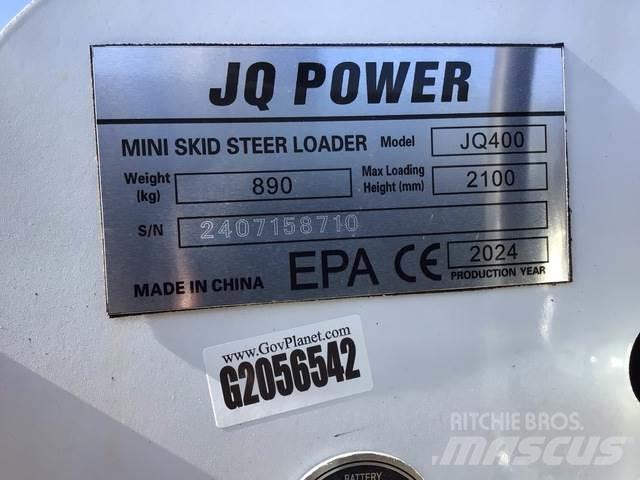 JQ POWER
MINI SKID STEER LOADER Model JQ400
Weight (kg) 890 Max Loading Height (mm) 2100
S/N 2407158710
MADE IN CHINA EPA CE 2024 PRODUCTION YEAR
www.GovPlanet.com
G2056542
RITCHIE BROS.
MASCUS
BATTERY